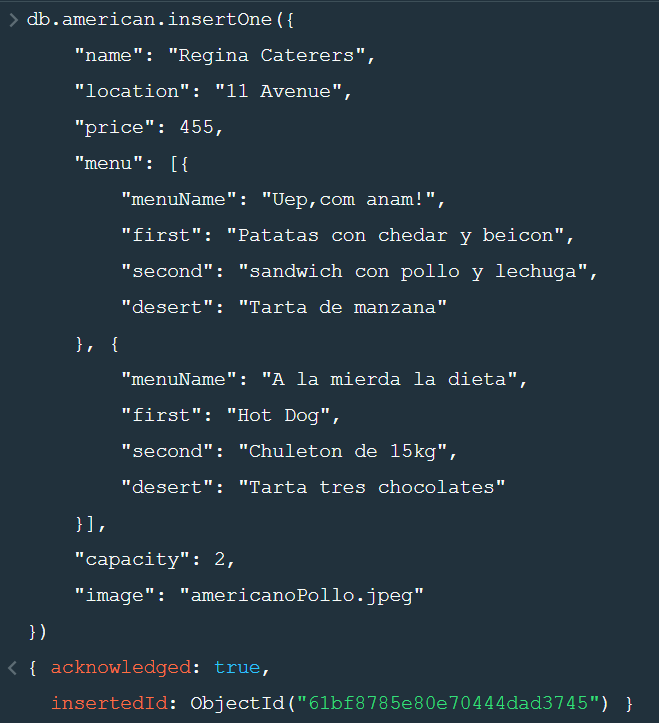 > db.american.insertOne({
"name": "Regina Caterers",
"location": "11 Avenue",
"price": 455,
"menu": [{
"menuName": "Uep,com anam!",
"first": "Patatas con chedar y beicon",
"second": "sandwich con pollo y lechuga",
"desert": "Tarta de manzana"
}, {
"menuName": "A la mierda la dieta",
"first": "Hot Dog",
"second": "Chuleton de 15kg",
"desert": "Tarta tres chocolates"
}],
"capacity": 2,
"image": "americanoPollo.jpeg"
})
< { acknowledged: true,
insertedId: ObjectId("61bf8785e80e70444dad3745") }